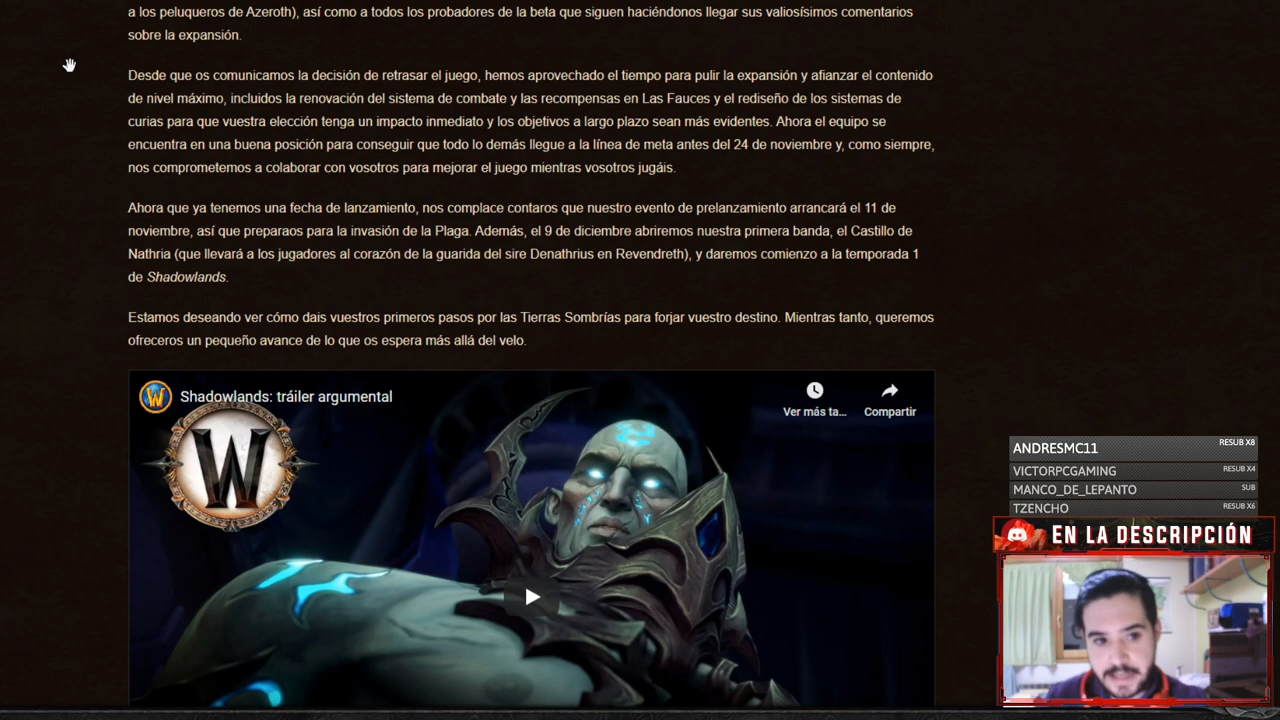 a los peluqueros de Azeroth), así como a todos los probadores de la beta que siguen haciéndonos llegar sus valiosísimos comentarios
sobre la expansión.
Desde que os comunicamos la decisión de retrasar el juego, hemos aprovechado el tiempo para pulir la expansión y afianzar el contenido
de nivel máximo, incluidos la renovación del sistema de combate y las recompensas en Las Fauces y el rediseño de los sistemas de
curias para que vuestra elección tenga un impacto inmediato y los objetivos a largo plazo sean más evidentes. Ahora el equipo se
encuentra en una buena posición para conseguir que todo lo demás llegue a la línea de meta antes del 24 de noviembre y, como siempre,
nos comprometemos a colaborar con vosotros para mejorar el juego mientras vosotros jugáis.
Ahora que ya tenemos una fecha de lanzamiento, nos complace contaros que nuestro evento de prelanzamiento arrancará el 11 de
noviembre, así que preparaos para la invasión de la Plaga. Además, el 9 de diciembre abriremos nuestra primera banda, el Castillo de
Nathria (que llevará a los jugadores al corazón de la guarida del sire Denathrius en Revendreth), y daremos comienzo a la temporada 1
de Shadowlands.
Estamos deseando ver cómo dais vuestros primeros pasos por las Tierras Sombrías para forjar vuestro destino. Mientras tanto, queremos
ofreceros un pequeño avance de lo que os espera más allá del velo.
W
Shadowlands: tráiler argumental
Ver más ta...
Compartir
W
ANDRESMC11 RESUB X8
VICTORPCGAMING RESUB X4
MANCO_DE_LEPANTO SUB
TZENCHO RESUB X6
EN LA DESCRIPCIÓN